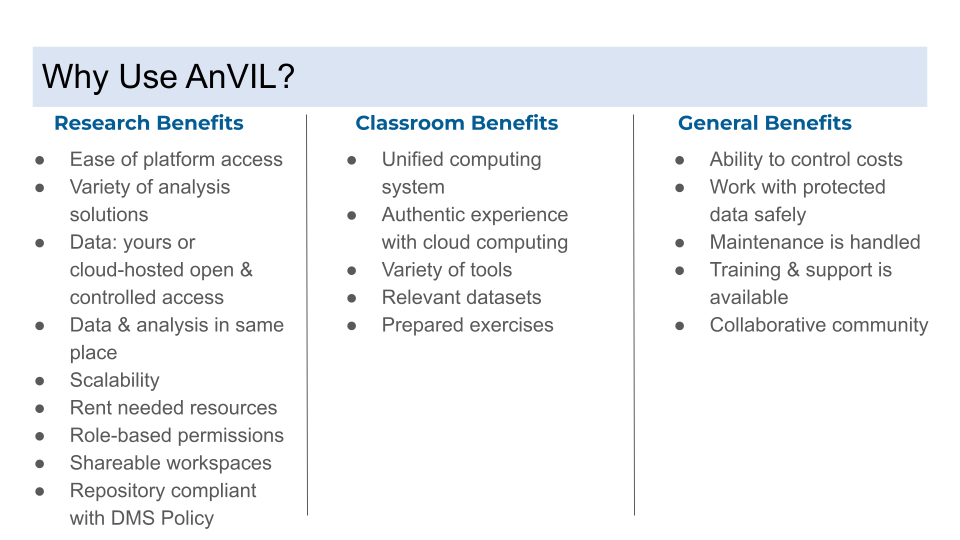 Why Use AnVIL?
Research Benefits
● Ease of platform access
● Variety of analysis
solutions
● Data: yours or
cloud-hosted open &
controlled access
● Data & analysis in same
place
● Scalability
● Rent needed resources
● Role-based permissions
● Shareable workspaces
● Repository compliant
with DMS Policy
Classroom Benefits
● Unified computing
system
● Authentic experience
with cloud computing
● Variety of tools
● Relevant datasets
● Prepared exercises
General Benefits
● Ability to control costs
● Work with protected
data safely
● Maintenance is handled
● Training & support is
available
● Collaborative community